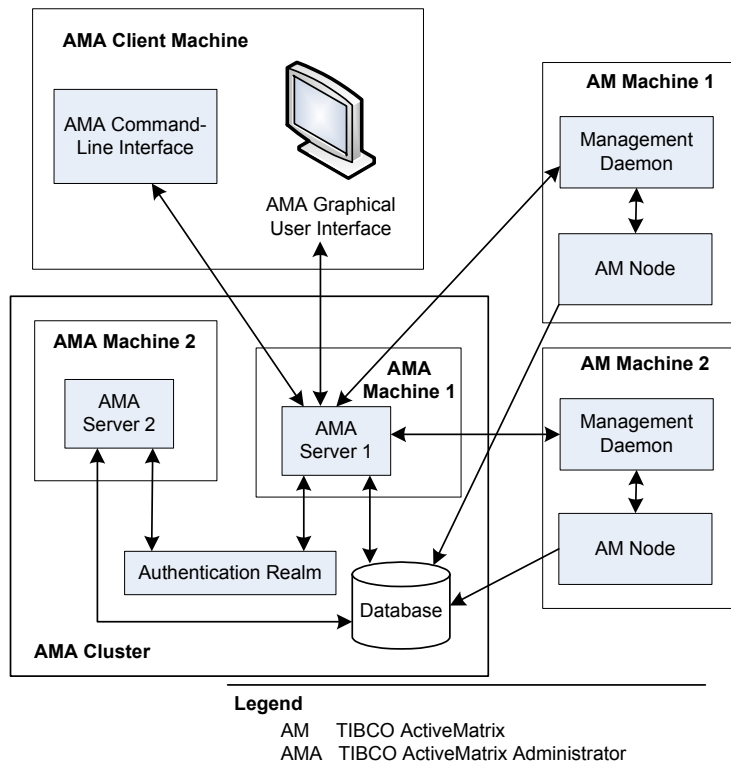 AMA Client Machine
AMA Command-
Line Interface
AMA Graphical
User Interface
AM Machine 1
Management
Daemon
AM Node
AMA Machine 2
AMA
Server 2
AMA
Machine 1
AMA
Server 1
AM Machine 2
Management
Daemon
AM Node
Authentication Realm
Database
AMA Cluster
Legend
AM TIBCO ActiveMatrix
AMA TIBCO ActiveMatrix Administrator